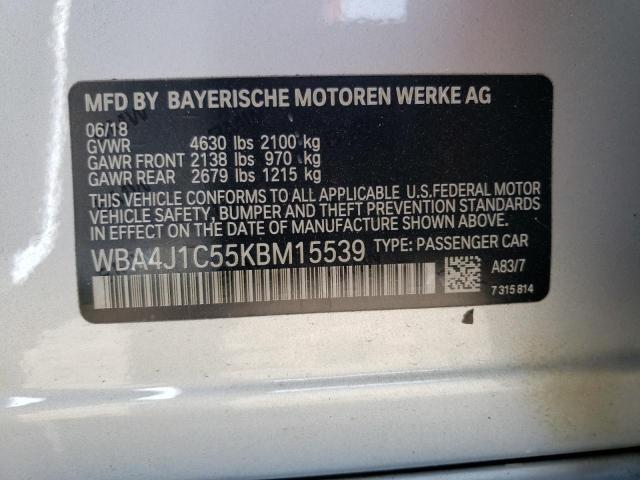 MFD BY BAYERISCHE MOTOREN WERKE AG
06/18
GVWR 4630 lbs 2100 kg
GAWR FRONT 2138 lbs 970 kg
GAWR REAR 2679 lbs 1215 kg
THIS VEHICLE CONFORMS TO ALL APPLICABLE U.S.FEDERAL MOTOR
VEHICLE SAFETY, BUMPER AND THEFT PREVENTION STANDARDS
IN EFFECT ON THE DATE OF MANUFACTURE SHOWN ABOVE.
WBA4J1C55KBM15539 TYPE: PASSENGER CAR
A83/7
7 315 814